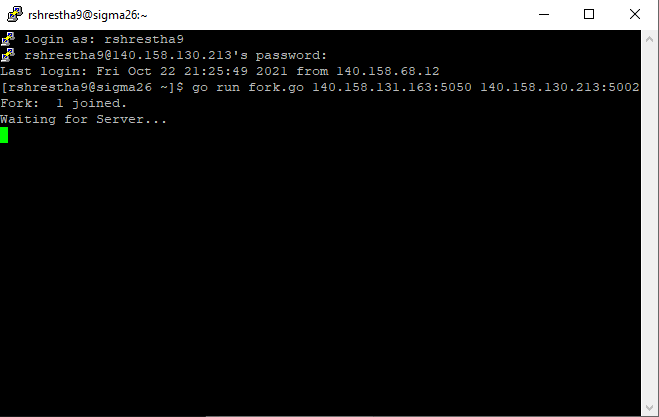 rshrestha9@sigma26:~
login as: rshrestha9
rshrestha9@140.158.130.213's password:
Last login: Fri Oct 22 21:25:49 2021 from 140.158.68.12
[rshrestha9@sigma26 ~]$ go run fork.go 140.158.131.163:5050 140.158.130.213:5002
Fork:  1 joined.
Waiting for Server...